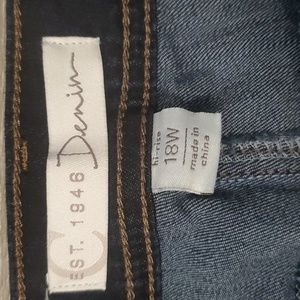 Denim
C
EST. 1946
hi-rise
18W
made in
china